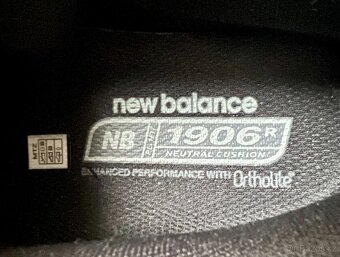 new balance
NB 1906R
NEUTRAL CUSHION
ENHANCED PERFORMANCE WITH Ortholite®